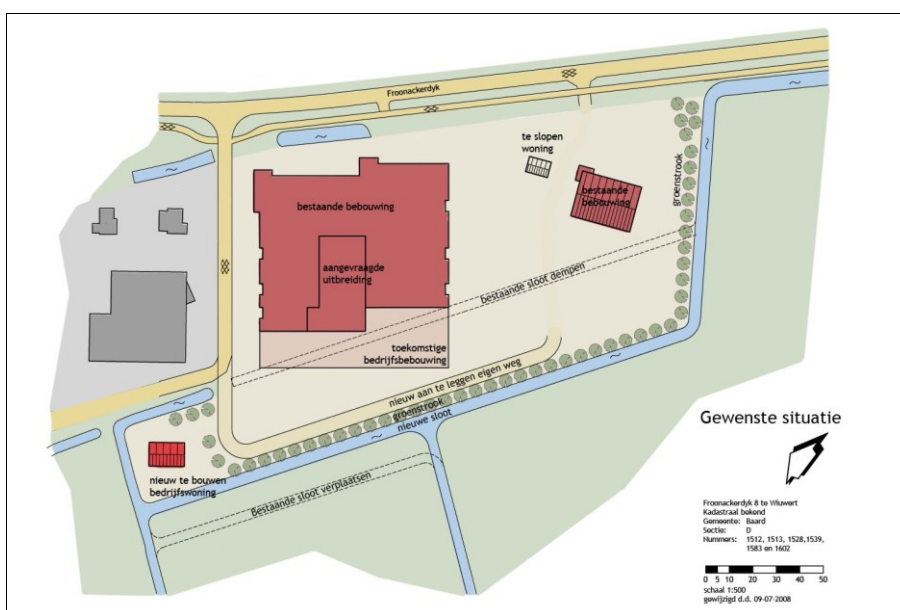 Froonackerdyk
te slopen
woning
groenstrook
bestaande bebouwing
bestaande
bebouwing
aangevraagde
uitbreiding
bestaande sloot dempen
toekomstige
bedrijfsbebouwing
nieuw aan te leggen eigen weg
groenstrook
nieuwe sloot
nieuw te bouwen
bedrijfswoning
Bestaande sloot verplaatsen
Gewenste situatie
Froonackerdyk 8 te Wiuwert
Kadastraal bekend
Gemeente: Baard
Sectie: D
Nummers: 1512, 1513, 1528,1539,
1583 en 1602
0 5 10 20 30 40 50
schaal 1:500
gewijzigd d.d. 09-07-2008